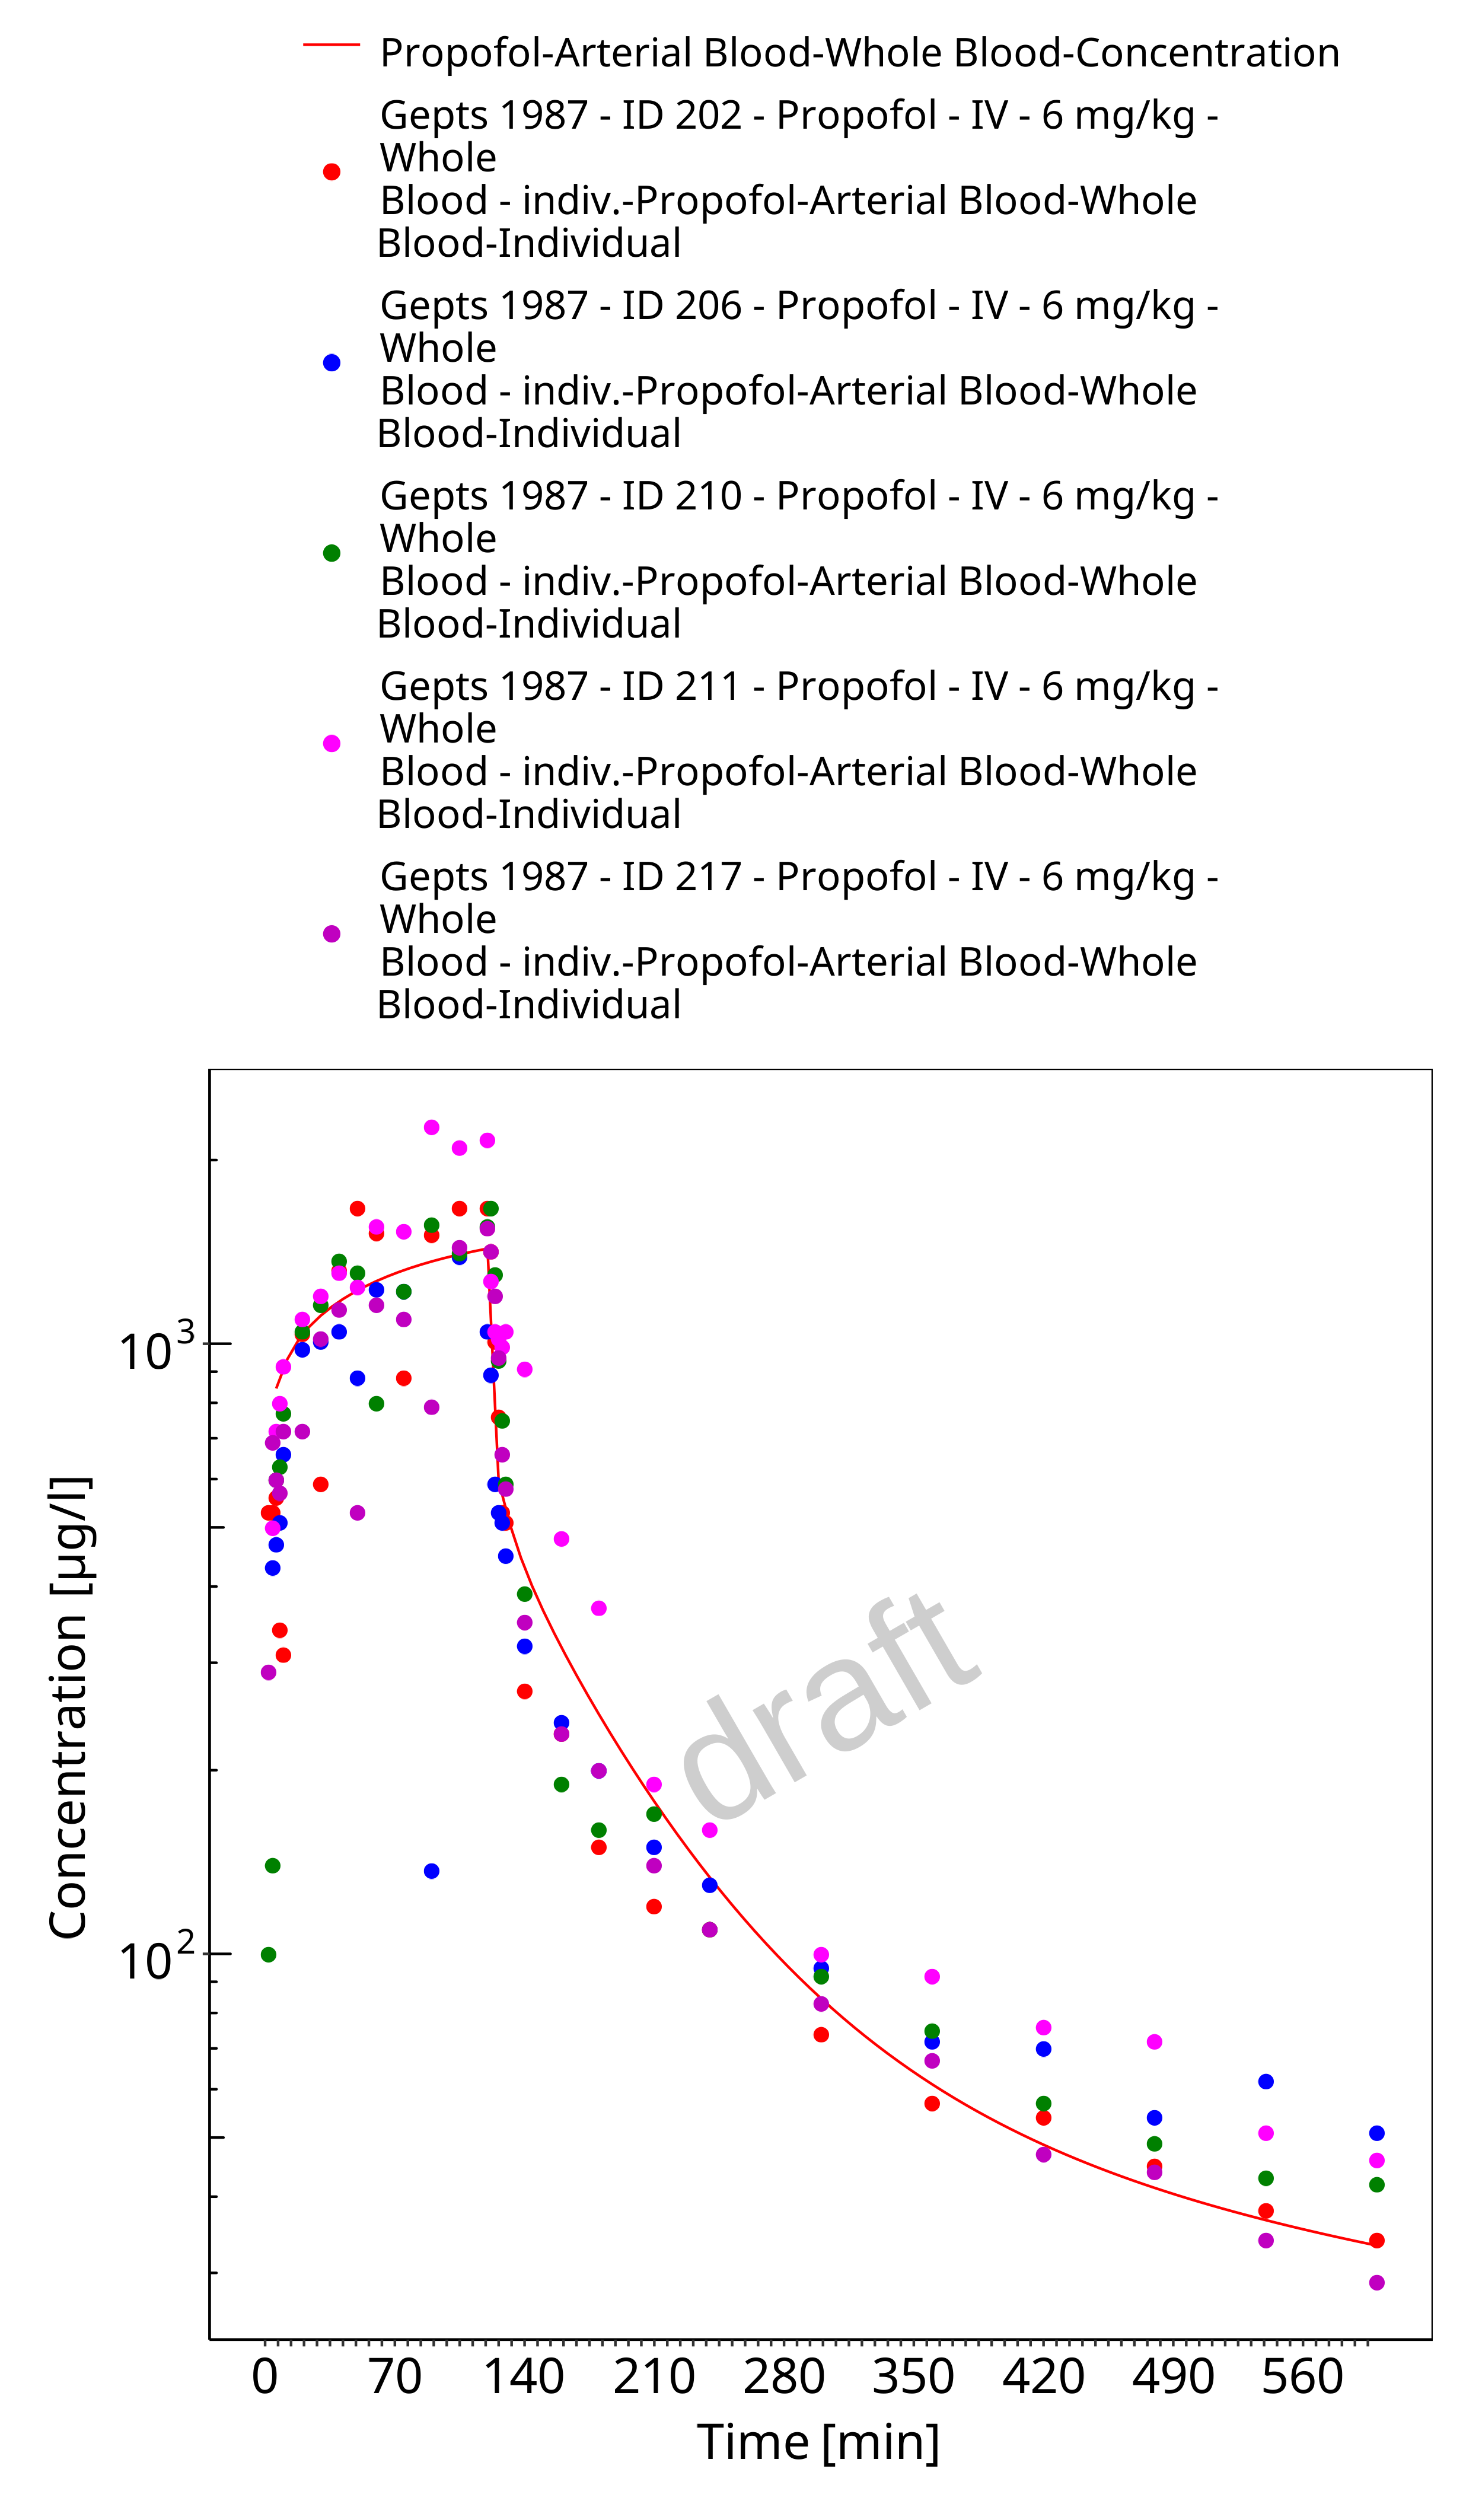 Propofol-Arterial Blood-Whole Blood-Concentration
Gepts 1987 - ID 202 - Propofol - IV - 6 mg/kg -
Whole
Blood - indiv.-Propofol-Arterial Blood-Whole
Blood-Individual
Gepts 1987 - ID 206 - Propofol - IV - 6 mg/kg -
Whole
Blood - indiv.-Propofol-Arterial Blood-Whole
Blood-Individual
Gepts 1987 - ID 210 - Propofol - IV - 6 mg/kg -
Whole
Blood - indiv.-Propofol-Arterial Blood-Whole
Blood-Individual
Gepts 1987 - ID 211 - Propofol - IV - 6 mg/kg -
Whole
Blood - indiv.-Propofol-Arterial Blood-Whole
Blood-Individual
Gepts 1987 - ID 217 - Propofol - IV - 6 mg/kg -
Whole
Blood - indiv.-Propofol-Arterial Blood-Whole
Blood-Individual
10³
10²
Concentration [µg/l]
draft
0 70 140 210 280 350 420 490 560
Time [min]